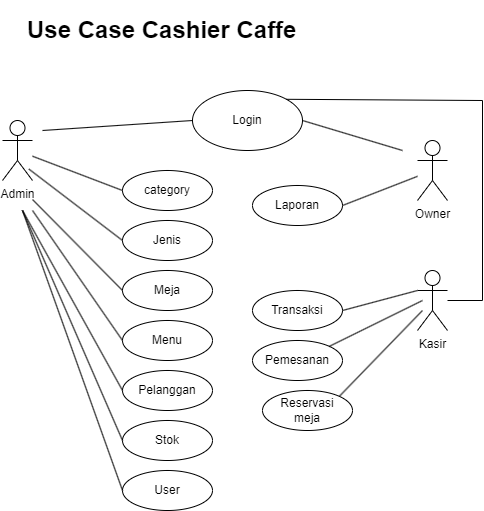 Use Case Cashier Caffe
Login
Admin
category
Laporan
Owner
Jenis
Meja
Transaksi
Kasir
Menu
Pemesanan
Pelanggan
Reservasi
meja
Stok
User